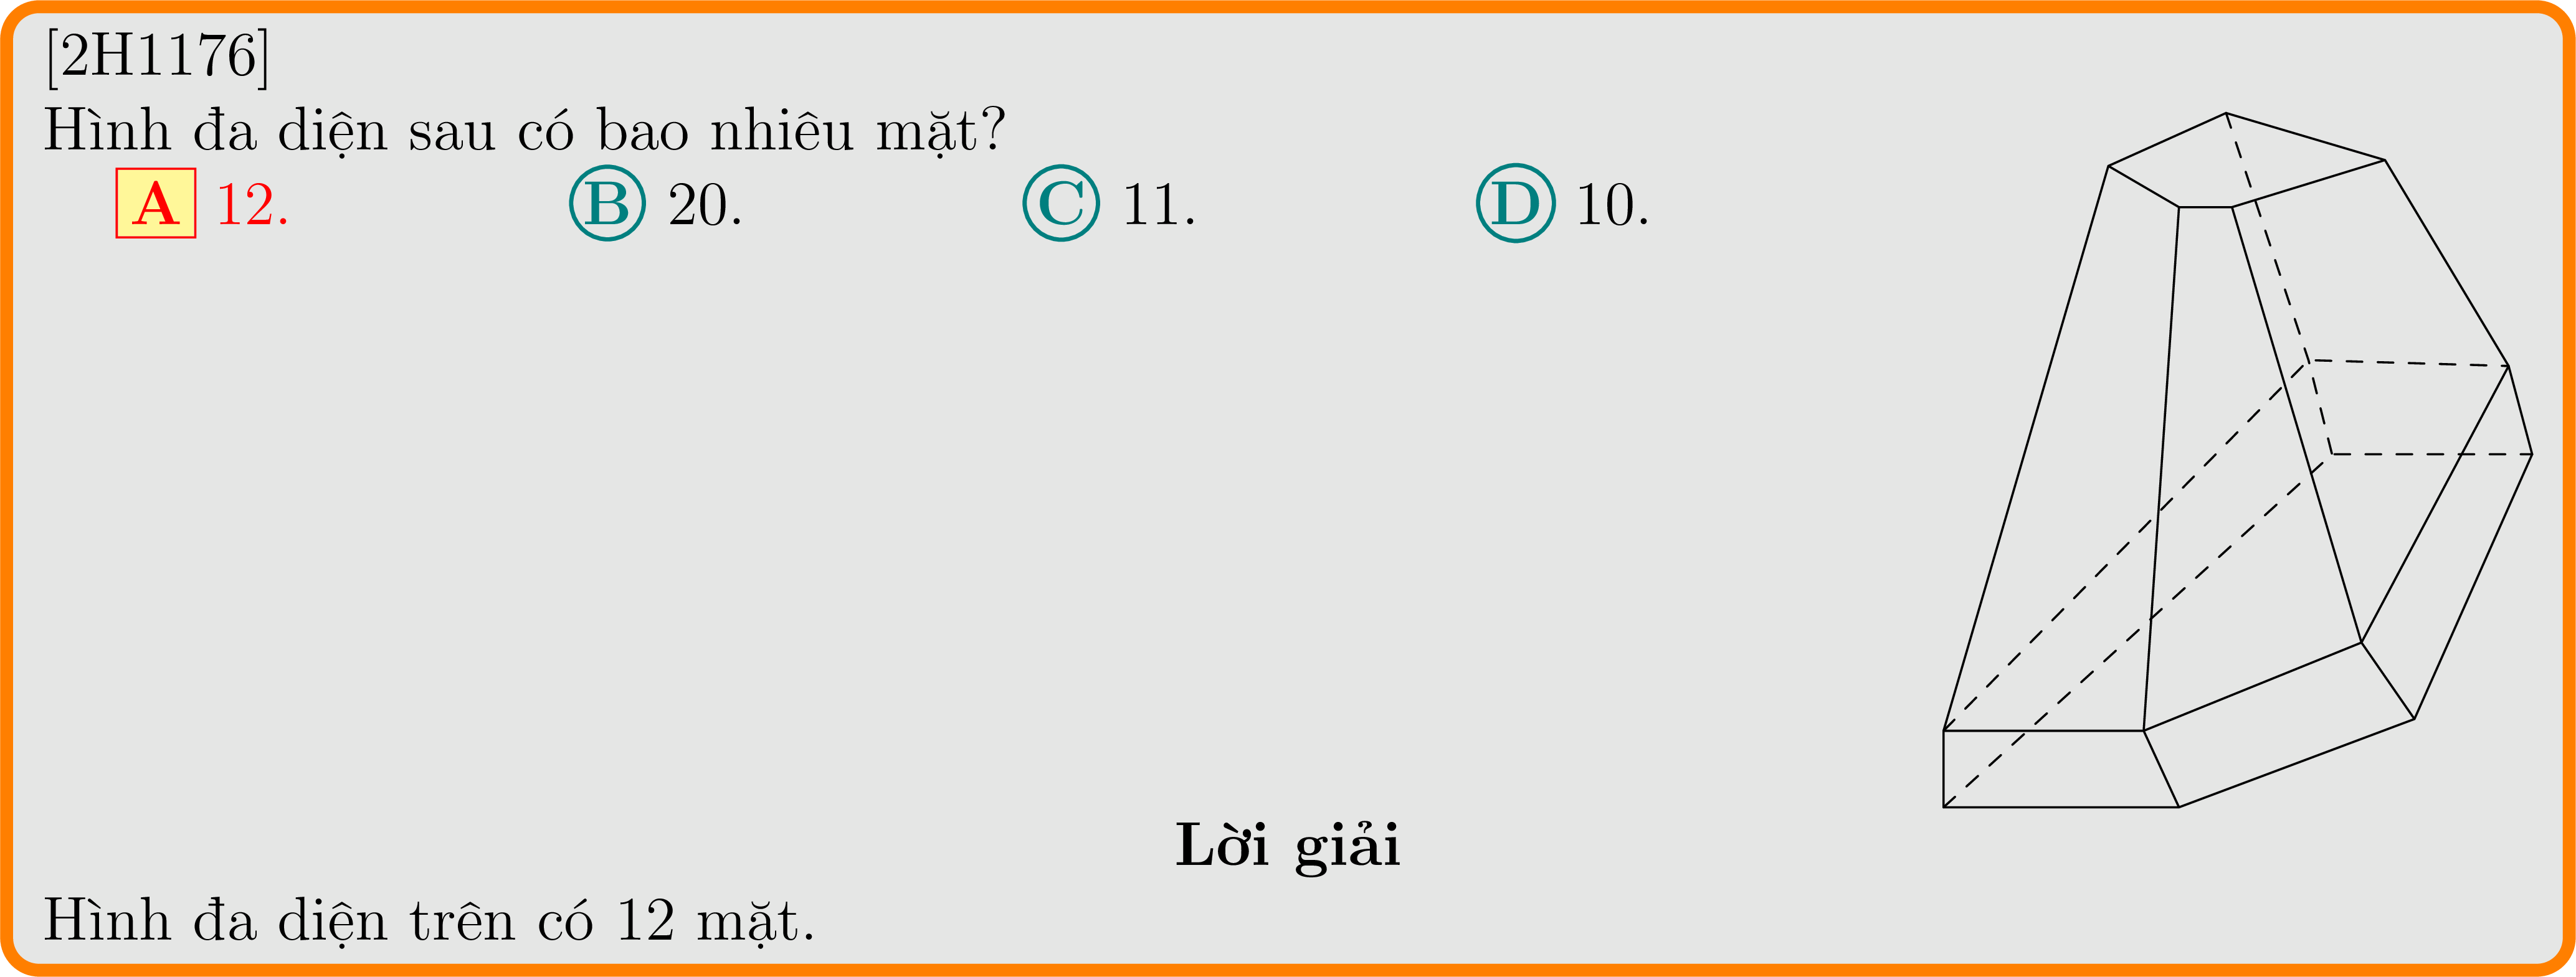 [2H1176]
Hình đa diện sau có bao nhiêu mặt?
A 12. B 20. C 11. D 10.
Lời giải
Hình đa diện trên có 12 mặt.